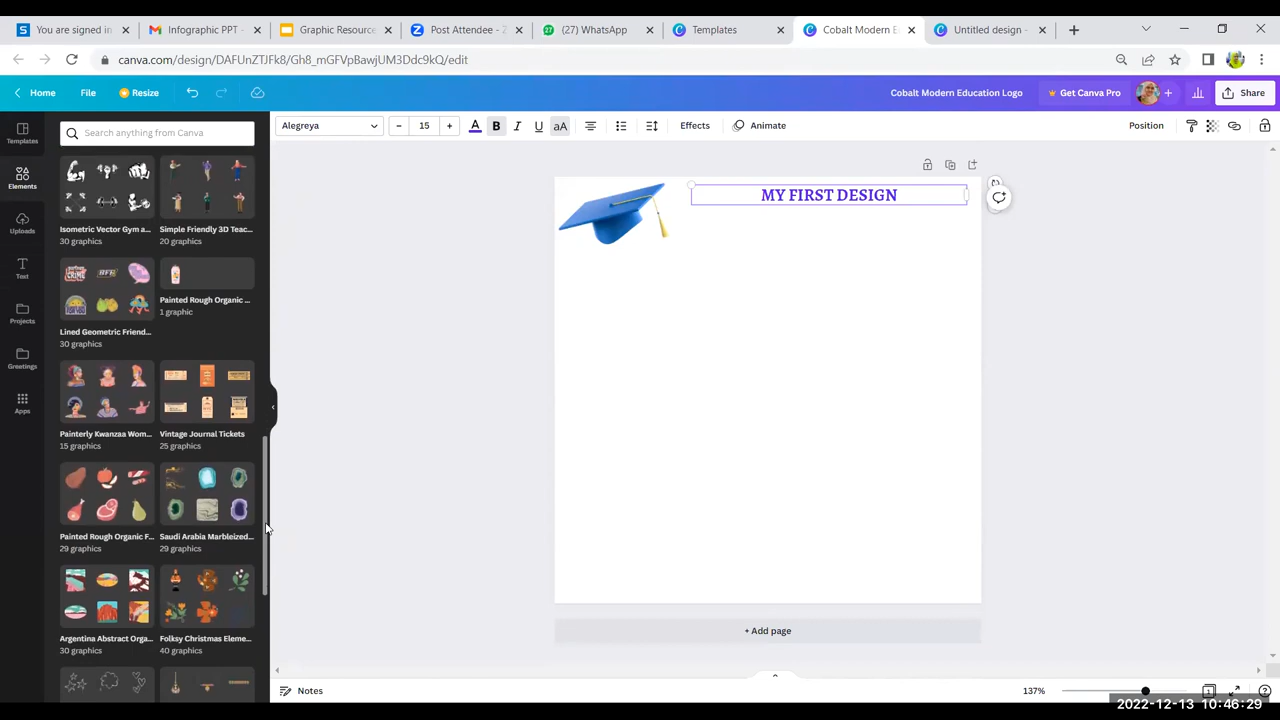 You are signed in
Infographic PPT -
Graphic Resource
Post Attendee - Z
(27) WhatsApp
Templates
Cobalt Modern E
Untitled design -
canva.com/design/DAFUnZTJFk8/Gh8_mGFVpBawjUM3Ddc9kQ/edit
Home
File
Resize
Cobalt Modern Education Logo
Get Canva Pro
Share
Templates
Elements
Uploads
Text
Projects
Greetings
Apps
Search anything from Canva
Alegreya
15
B
I
U
aA
Effects
Animate
Position
Isometric Vector Gym a...
30 graphics
Simple Friendly 3D Teac...
20 graphics
Lined Geometric Friend...
30 graphics
Painted Rough Organic ...
1 graphic
Painterly Kwanzaa Wom...
15 graphics
Vintage Journal Tickets
25 graphics
Painted Rough Organic F...
29 graphics
Saudi Arabia Marbleized...
29 graphics
Argentina Abstract Orga...
30 graphics
Folksy Christmas Eleme...
40 graphics
MY FIRST DESIGN
+ Add page
Notes
137%
1
2022-12-13 10:46:29